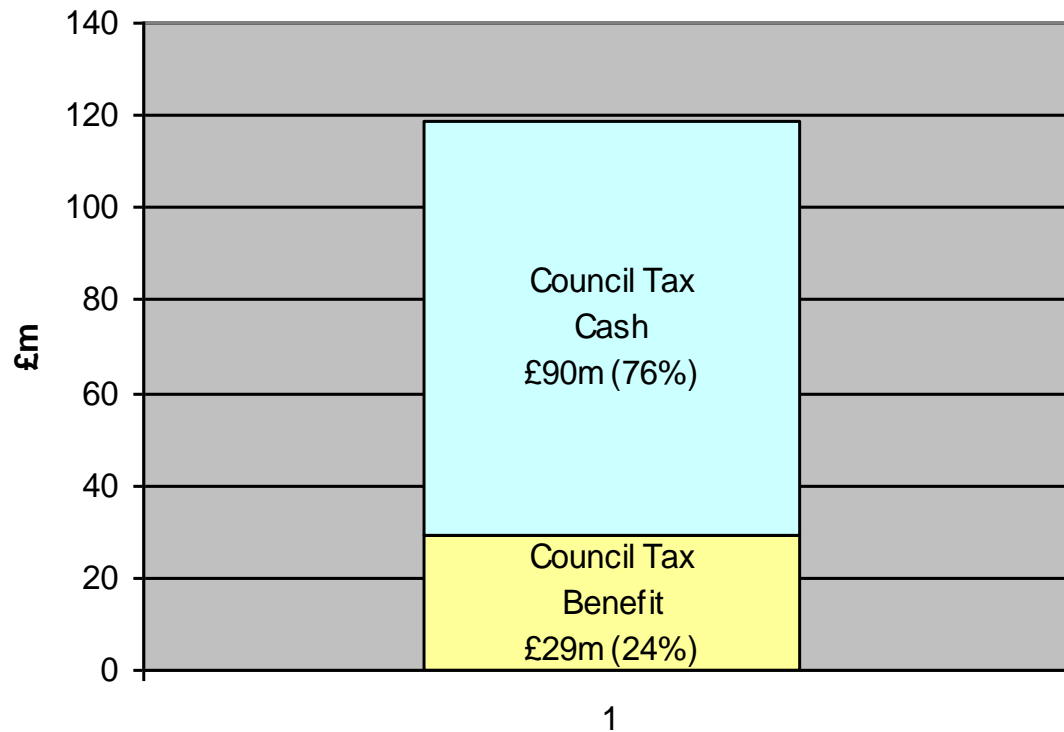 140
120
100
80
60
40
20
0
£m
Council Tax
Cash
£90m (76%)
Council Tax
Benefit
£29m (24%)
1